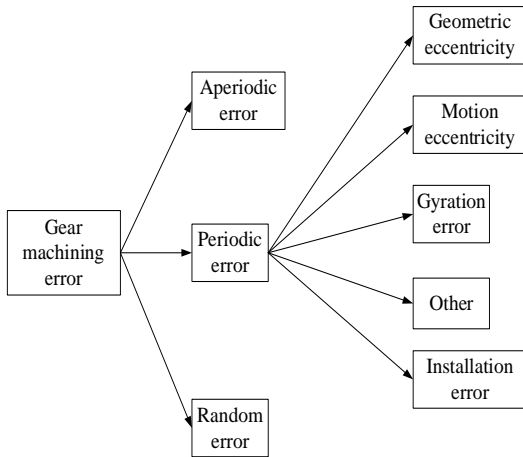 Gear
machining
error
Aperiodic
error
Periodic
error
Random
error
Geometric
eccentricity
Motion
eccentricity
Gyration
error
Other
Installation
error